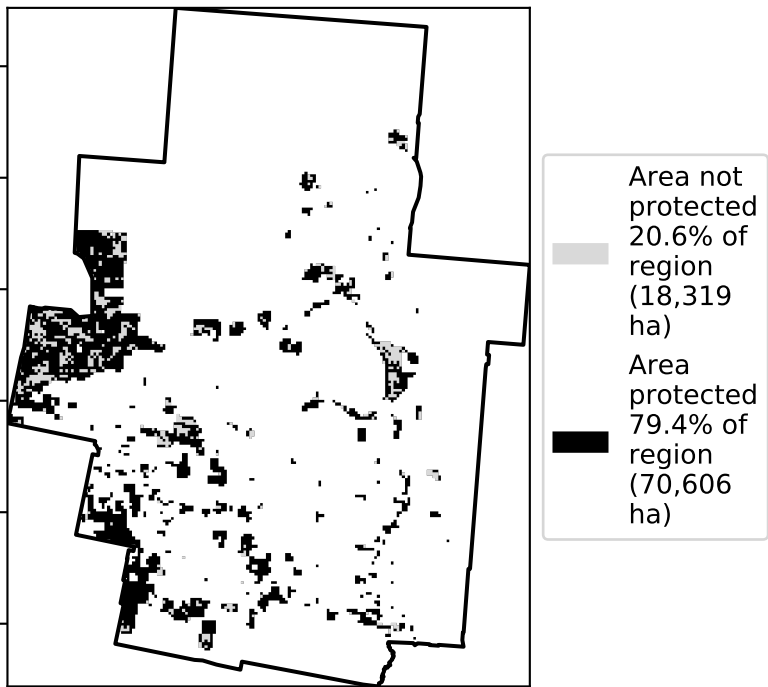 Area not
protected
20.6% of
region
(18,319
ha)
Area
protected
79.4% of
region
(70,606
ha)